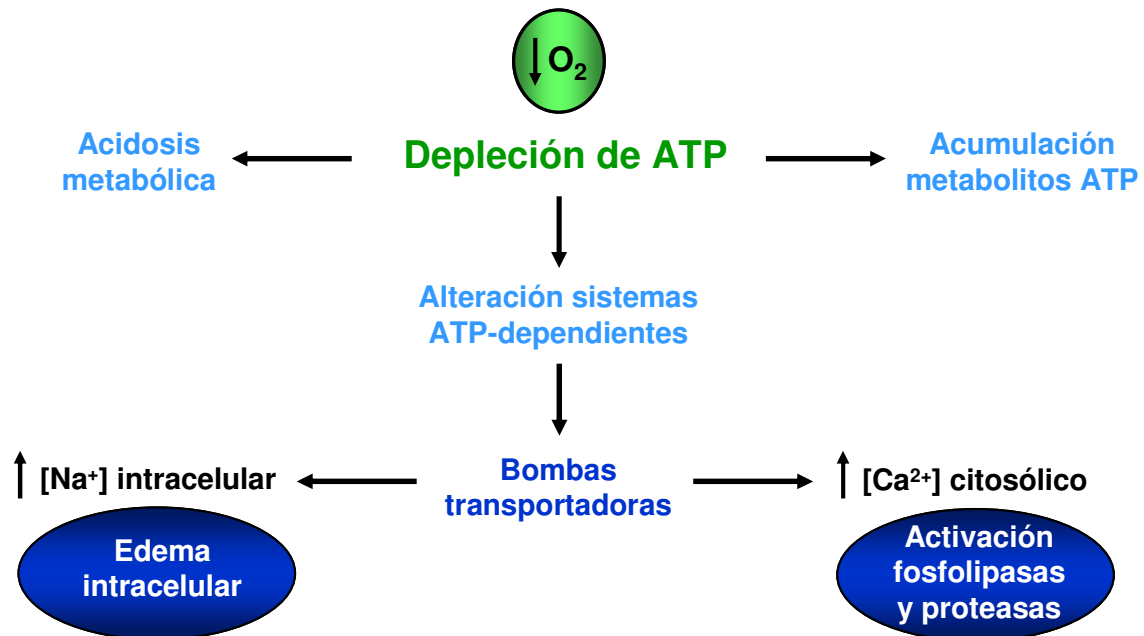 ↓O₂
Acidosis
metabólica
Depleción de ATP
Acumulación
metabolitos ATP
Alteración sistemas
ATP-dependientes
↑ [Na⁺] intracelular
Bombas
transportadoras
↑ [Ca²⁺] citosólico
Edema
intracelular
Activación
fosfolipasas
y proteasas